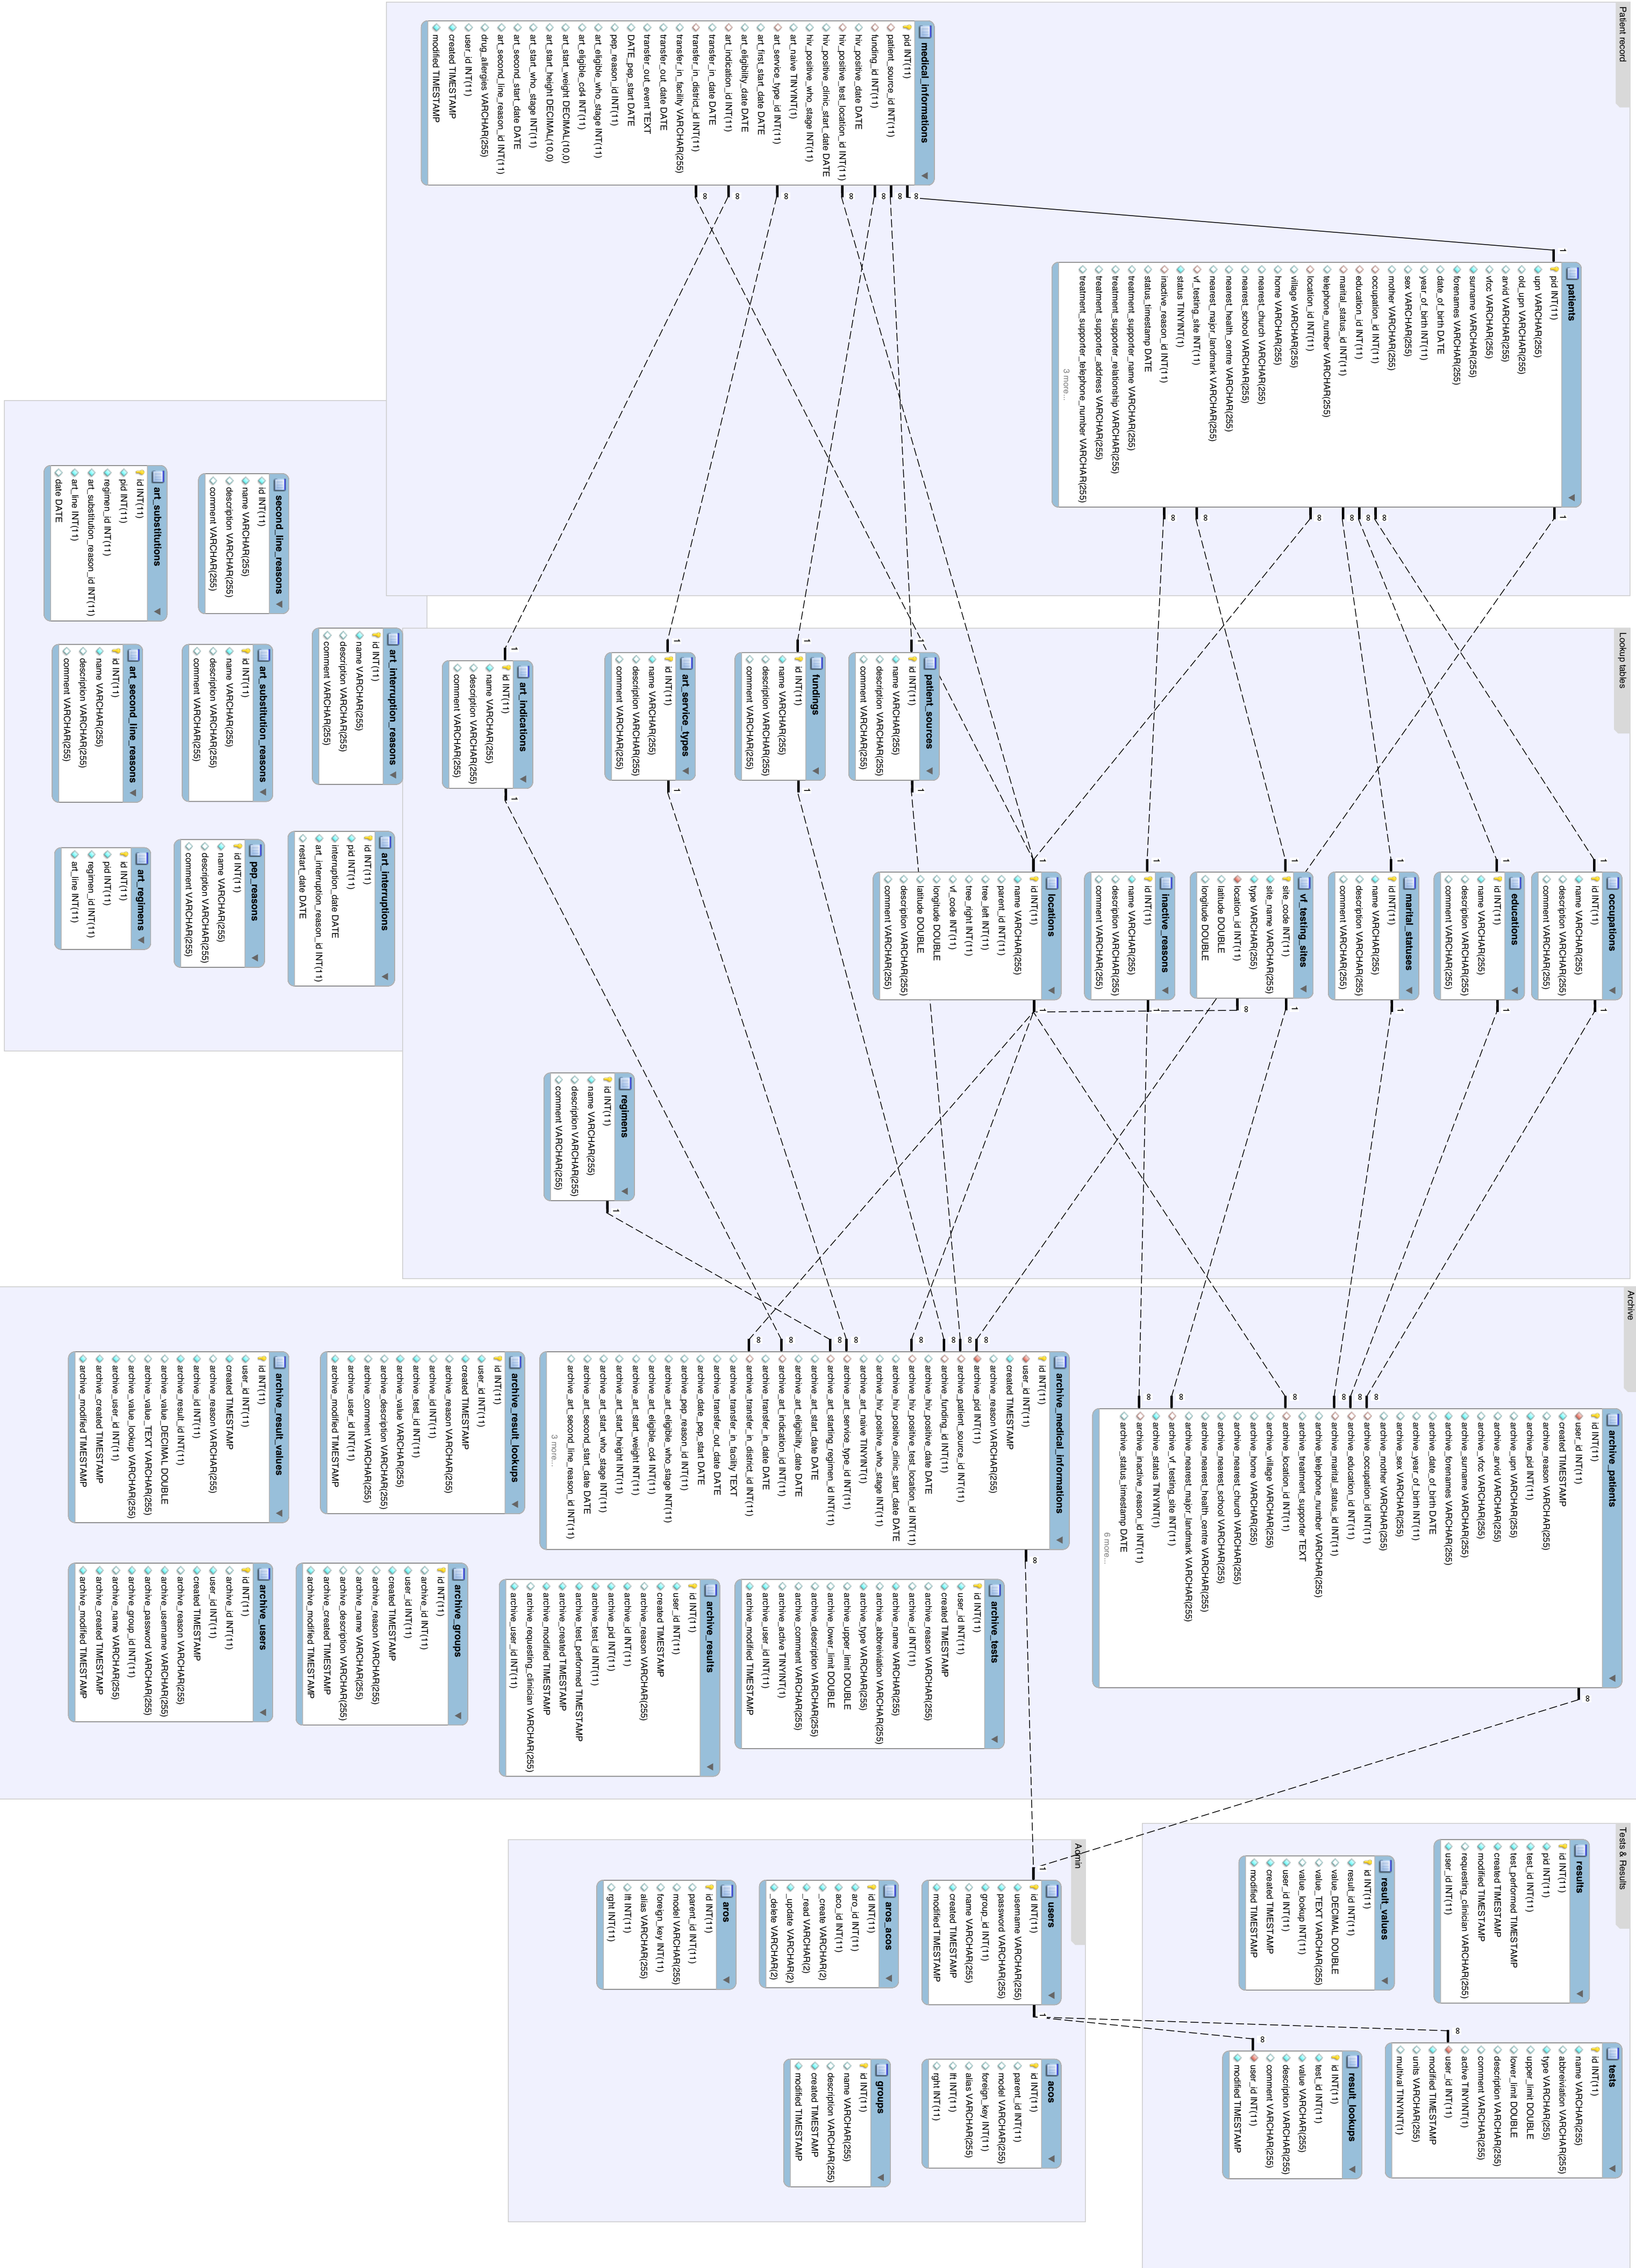 Patient record
medical_informations
pid INT(11)
patient_source_id INT(11)
funding_id INT(11)
hiv_positive_date DATE
hiv_positive_test_location_id INT(11)
hiv_positive_clinic_start_date DATE
hiv_positive_who_stage INT(11)
art_naive TINYINT(1)
art_service_type_id INT(11)
art_first_start_date DATE
art_eligibility_date DATE
art_indication_id INT(11)
transfer_in_date DATE
transfer_in_district_id INT(11)
transfer_in_facility VARCHAR(255)
transfer_out_date DATE
transfer_out_event TEXT
DATE_pep_start DATE
pep_reason_id INT(11)
art_eligible_who_stage INT(11)
art_eligible_cd4 INT(11)
art_start_weight DECIMAL(10,0)
art_start_height DECIMAL(10,0)
art_start_who_stage INT(11)
art_second_start_date DATE
art_second_line_reason_id INT(11)
drug_allergies VARCHAR(255)
user_id INT(11)
created TIMESTAMP
modified TIMESTAMP
patients
pid INT(11)
upn VARCHAR(255)
old_upn VARCHAR(255)
arvid VARCHAR(255)
vfcc VARCHAR(255)
surname VARCHAR(255)
forenames VARCHAR(255)
date_of_birth DATE
year_of_birth INT(11)
sex VARCHAR(255)
mother VARCHAR(255)
occupation_id INT(11)
education_id INT(11)
marital_status_id INT(11)
telephone_number VARCHAR(255)
location_id INT(11)
village VARCHAR(255)
home VARCHAR(255)
nearest_church VARCHAR(255)
nearest_school VARCHAR(255)
nearest_health_centre VARCHAR(255)
nearest_major_landmark VARCHAR(255)
vf_testing_site INT(11)
status TINYINT(1)
inactive_reason_id INT(11)
status_timestamp DATE
treatment_supporter_name VARCHAR(255)
treatment_supporter_relationship VARCHAR(255)
treatment_supporter_address VARCHAR(255)
treatment_supporter_telephone_number VARCHAR(255)
3 more...
second_line_reasons
id INT(11)
name VARCHAR(255)
description VARCHAR(255)
comment VARCHAR(255)
art_substitutions
id INT(11)
pid INT(11)
regimen_id INT(11)
art_substitution_reason_id INT(11)
art_line INT(11)
date DATE
art_interruption_reasons
id INT(11)
name VARCHAR(255)
description VARCHAR(255)
comment VARCHAR(255)
art_substitution_reasons
id INT(11)
name VARCHAR(255)
description VARCHAR(255)
comment VARCHAR(255)
art_second_line_reasons
id INT(11)
name VARCHAR(255)
description VARCHAR(255)
comment VARCHAR(255)
art_interruptions
id INT(11)
pid INT(11)
interruption_date DATE
art_interruption_reason_id INT(11)
restart_date DATE
pep_reasons
id INT(11)
name VARCHAR(255)
description VARCHAR(255)
comment VARCHAR(255)
art_regimens
id INT(11)
pid INT(11)
regimen_id INT(11)
art_line INT(11)
Lookup tables
patient_sources
id INT(11)
name VARCHAR(255)
description VARCHAR(255)
comment VARCHAR(255)
fundings
id INT(11)
name VARCHAR(255)
description VARCHAR(255)
comment VARCHAR(255)
art_service_types
id INT(11)
name VARCHAR(255)
description VARCHAR(255)
comment VARCHAR(255)
art_indications
id INT(11)
name VARCHAR(255)
description VARCHAR(255)
comment VARCHAR(255)
occupations
id INT(11)
name VARCHAR(255)
description VARCHAR(255)
comment VARCHAR(255)
educations
id INT(11)
name VARCHAR(255)
description VARCHAR(255)
comment VARCHAR(255)
marital_statuses
id INT(11)
name VARCHAR(255)
description VARCHAR(255)
comment VARCHAR(255)
vf_testing_sites
site_code INT(11)
site_name VARCHAR(255)
type VARCHAR(255)
location_id INT(11)
latitude DOUBLE
longitude DOUBLE
inactive_reasons
id INT(11)
name VARCHAR(255)
description VARCHAR(255)
comment VARCHAR(255)
locations
id INT(11)
name VARCHAR(255)
parent_id INT(11)
tree_left INT(11)
tree_right INT(11)
vf_code INT(11)
longitude DOUBLE
latitude DOUBLE
description VARCHAR(255)
comment VARCHAR(255)
regimens
id INT(11)
name VARCHAR(255)
description VARCHAR(255)
comment VARCHAR(255)
Archive
archive_patients
id INT(11)
user_id INT(11)
created TIMESTAMP
archive_reason VARCHAR(255)
archive_pid INT(11)
archive_upn VARCHAR(255)
archive_arvid VARCHAR(255)
archive_vfcc VARCHAR(255)
archive_surname VARCHAR(255)
archive_forenames VARCHAR(255)
archive_date_of_birth DATE
archive_year_of_birth INT(11)
archive_sex VARCHAR(255)
archive_mother VARCHAR(255)
archive_occupation_id INT(11)
archive_education_id INT(11)
archive_marital_status_id INT(11)
archive_telephone_number VARCHAR(255)
archive_treatment_supporter TEXT
archive_location_id INT(11)
archive_village VARCHAR(255)
archive_home VARCHAR(255)
archive_nearest_church VARCHAR(255)
archive_nearest_school VARCHAR(255)
archive_nearest_health_centre VARCHAR(255)
archive_nearest_major_landmark VARCHAR(255)
archive_vf_testing_site INT(11)
archive_status TINYINT(1)
archive_inactive_reason_id INT(11)
archive_status_timestamp DATE
6 more...
archive_medical_informations
id INT(11)
user_id INT(11)
created TIMESTAMP
archive_reason VARCHAR(255)
archive_pid INT(11)
archive_patient_source_id INT(11)
archive_funding_id INT(11)
archive_hiv_positive_date DATE
archive_hiv_positive_test_location_id INT(11)
archive_hiv_positive_clinic_start_date DATE
archive_hiv_positive_who_stage INT(11)
archive_art_naive TINYINT(1)
archive_art_service_type_id INT(11)
archive_art_starting_regimen_id INT(11)
archive_art_start_date DATE
archive_art_eligibility_date DATE
archive_art_indication_id INT(11)
archive_transfer_in_date DATE
archive_transfer_in_district_id INT(11)
archive_transfer_in_facility TEXT
archive_transfer_out_date DATE
archive_date_pep_start DATE
archive_pep_reason_id INT(11)
archive_art_eligible_who_stage INT(11)
archive_art_eligible_cd4 INT(11)
archive_art_start_weight INT(11)
archive_art_start_height INT(11)
archive_art_start_who_stage INT(11)
archive_art_second_start_date DATE
archive_art_second_line_reason_id INT(11)
3 more...
archive_result_lookups
id INT(11)
user_id INT(11)
created TIMESTAMP
archive_reason VARCHAR(255)
archive_id INT(11)
archive_test_id INT(11)
archive_value VARCHAR(255)
archive_description VARCHAR(255)
archive_comment VARCHAR(255)
archive_user_id INT(11)
archive_modified TIMESTAMP
archive_result_values
id INT(11)
user_id INT(11)
created TIMESTAMP
archive_reason VARCHAR(255)
archive_id INT(11)
archive_result_id INT(11)
archive_value_DECIMAL DOUBLE
archive_value_TEXT VARCHAR(255)
archive_value_lookup VARCHAR(255)
archive_user_id INT(11)
archive_created TIMESTAMP
archive_modified TIMESTAMP
archive_tests
id INT(11)
user_id INT(11)
created TIMESTAMP
archive_reason VARCHAR(255)
archive_id INT(11)
archive_name VARCHAR(255)
archive_abbreiviation VARCHAR(255)
archive_type VARCHAR(255)
archive_upper_limit DOUBLE
archive_lower_limit DOUBLE
archive_description VARCHAR(255)
archive_comment VARCHAR(255)
archive_active TINYINT(1)
archive_user_id INT(11)
archive_modified TIMESTAMP
archive_results
id INT(11)
user_id INT(11)
created TIMESTAMP
archive_reason VARCHAR(255)
archive_id INT(11)
archive_pid INT(11)
archive_test_id INT(11)
archive_test_performed TIMESTAMP
archive_created TIMESTAMP
archive_modified TIMESTAMP
archive_requesting_clinician VARCHAR(255)
archive_user_id INT(11)
archive_groups
id INT(11)
archive_id INT(11)
user_id INT(11)
created TIMESTAMP
archive_reason VARCHAR(255)
archive_name VARCHAR(255)
archive_description VARCHAR(255)
archive_created TIMESTAMP
archive_modified TIMESTAMP
archive_users
id INT(11)
archive_id INT(11)
user_id INT(11)
created TIMESTAMP
archive_reason VARCHAR(255)
archive_username VARCHAR(255)
archive_password VARCHAR(255)
archive_group_id INT(11)
archive_name VARCHAR(255)
archive_created TIMESTAMP
archive_modified TIMESTAMP
Tests & Results
results
id INT(11)
pid INT(11)
test_id INT(11)
test_performed TIMESTAMP
created TIMESTAMP
modified TIMESTAMP
requesting_clinician VARCHAR(255)
user_id INT(11)
result_values
id INT(11)
result_id INT(11)
value_DECIMAL DOUBLE
value_TEXT VARCHAR(255)
value_lookup INT(11)
user_id INT(11)
created TIMESTAMP
modified TIMESTAMP
tests
id INT(11)
name VARCHAR(255)
abbreiviation VARCHAR(255)
type VARCHAR(255)
upper_limit DOUBLE
lower_limit DOUBLE
description VARCHAR(255)
comment VARCHAR(255)
active TINYINT(1)
user_id INT(11)
modified TIMESTAMP
units VARCHAR(255)
multival TINYINT(1)
result_lookups
id INT(11)
test_id INT(11)
value VARCHAR(255)
description VARCHAR(255)
comment VARCHAR(255)
user_id INT(11)
modified TIMESTAMP
Admin
users
id INT(11)
username VARCHAR(255)
password VARCHAR(255)
group_id INT(11)
name VARCHAR(255)
created TIMESTAMP
modified TIMESTAMP
aros_acos
id INT(11)
aro_id INT(11)
aco_id INT(11)
_create VARCHAR(2)
_read VARCHAR(2)
_update VARCHAR(2)
_delete VARCHAR(2)
aros
id INT(11)
parent_id INT(11)
model VARCHAR(255)
foreign_key INT(11)
alias VARCHAR(255)
lft INT(11)
rght INT(11)
acos
id INT(11)
parent_id INT(11)
model VARCHAR(255)
foreign_key INT(11)
alias VARCHAR(255)
lft INT(11)
rght INT(11)
groups
id INT(11)
name VARCHAR(255)
description VARCHAR(255)
created TIMESTAMP
modified TIMESTAMP